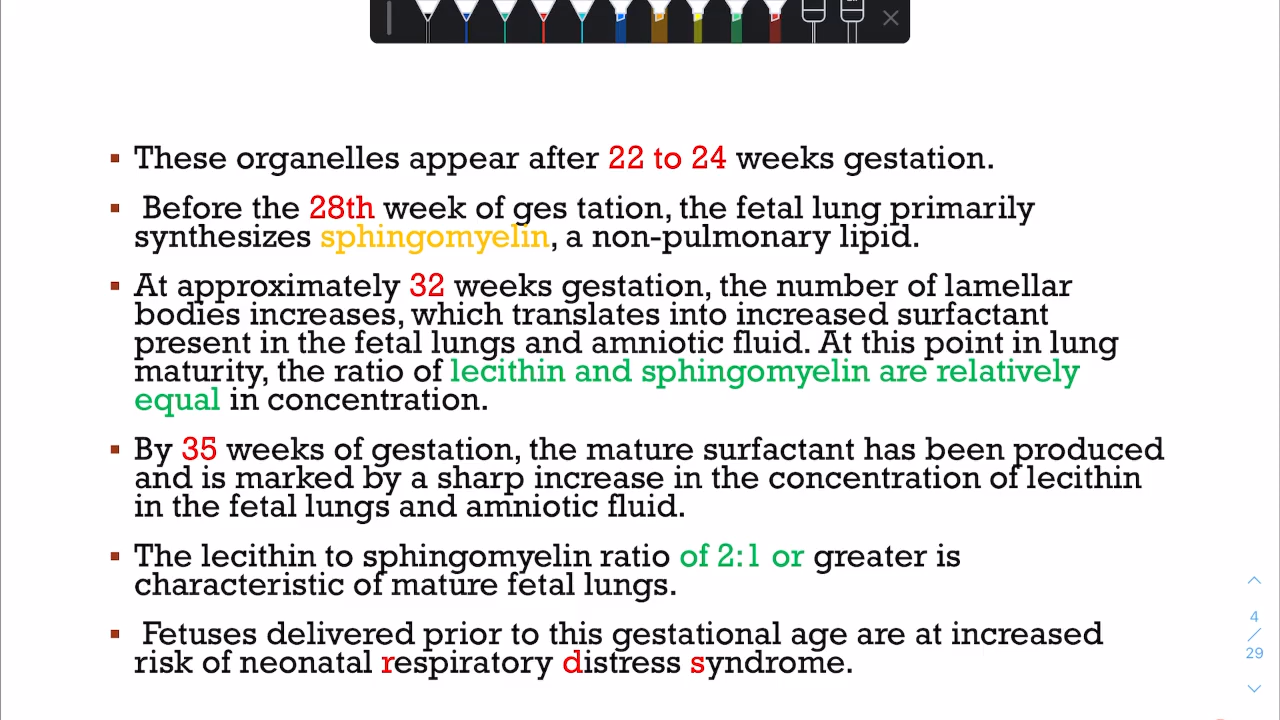 These organelles appear after 22 to 24 weeks gestation.
Before the 28th week of ges tation, the fetal lung primarily
synthesizes sphingomyelin, a non-pulmonary lipid.
At approximately 32 weeks gestation, the number of lamellar
bodies increases, which translates into increased surfactant
present in the fetal lungs and amniotic fluid. At this point in lung
maturity, the ratio of lecithin and sphingomyelin are relatively
equal in concentration.
By 35 weeks of gestation, the mature surfactant has been produced
and is marked by a sharp increase in the concentration of lecithin
in the fetal lungs and amniotic fluid.
The lecithin to sphingomyelin ratio of 2:1 or greater is
characteristic of mature fetal lungs.
Fetuses delivered prior to this gestational age are at increased
risk of neonatal respiratory distress syndrome.
4
/
29